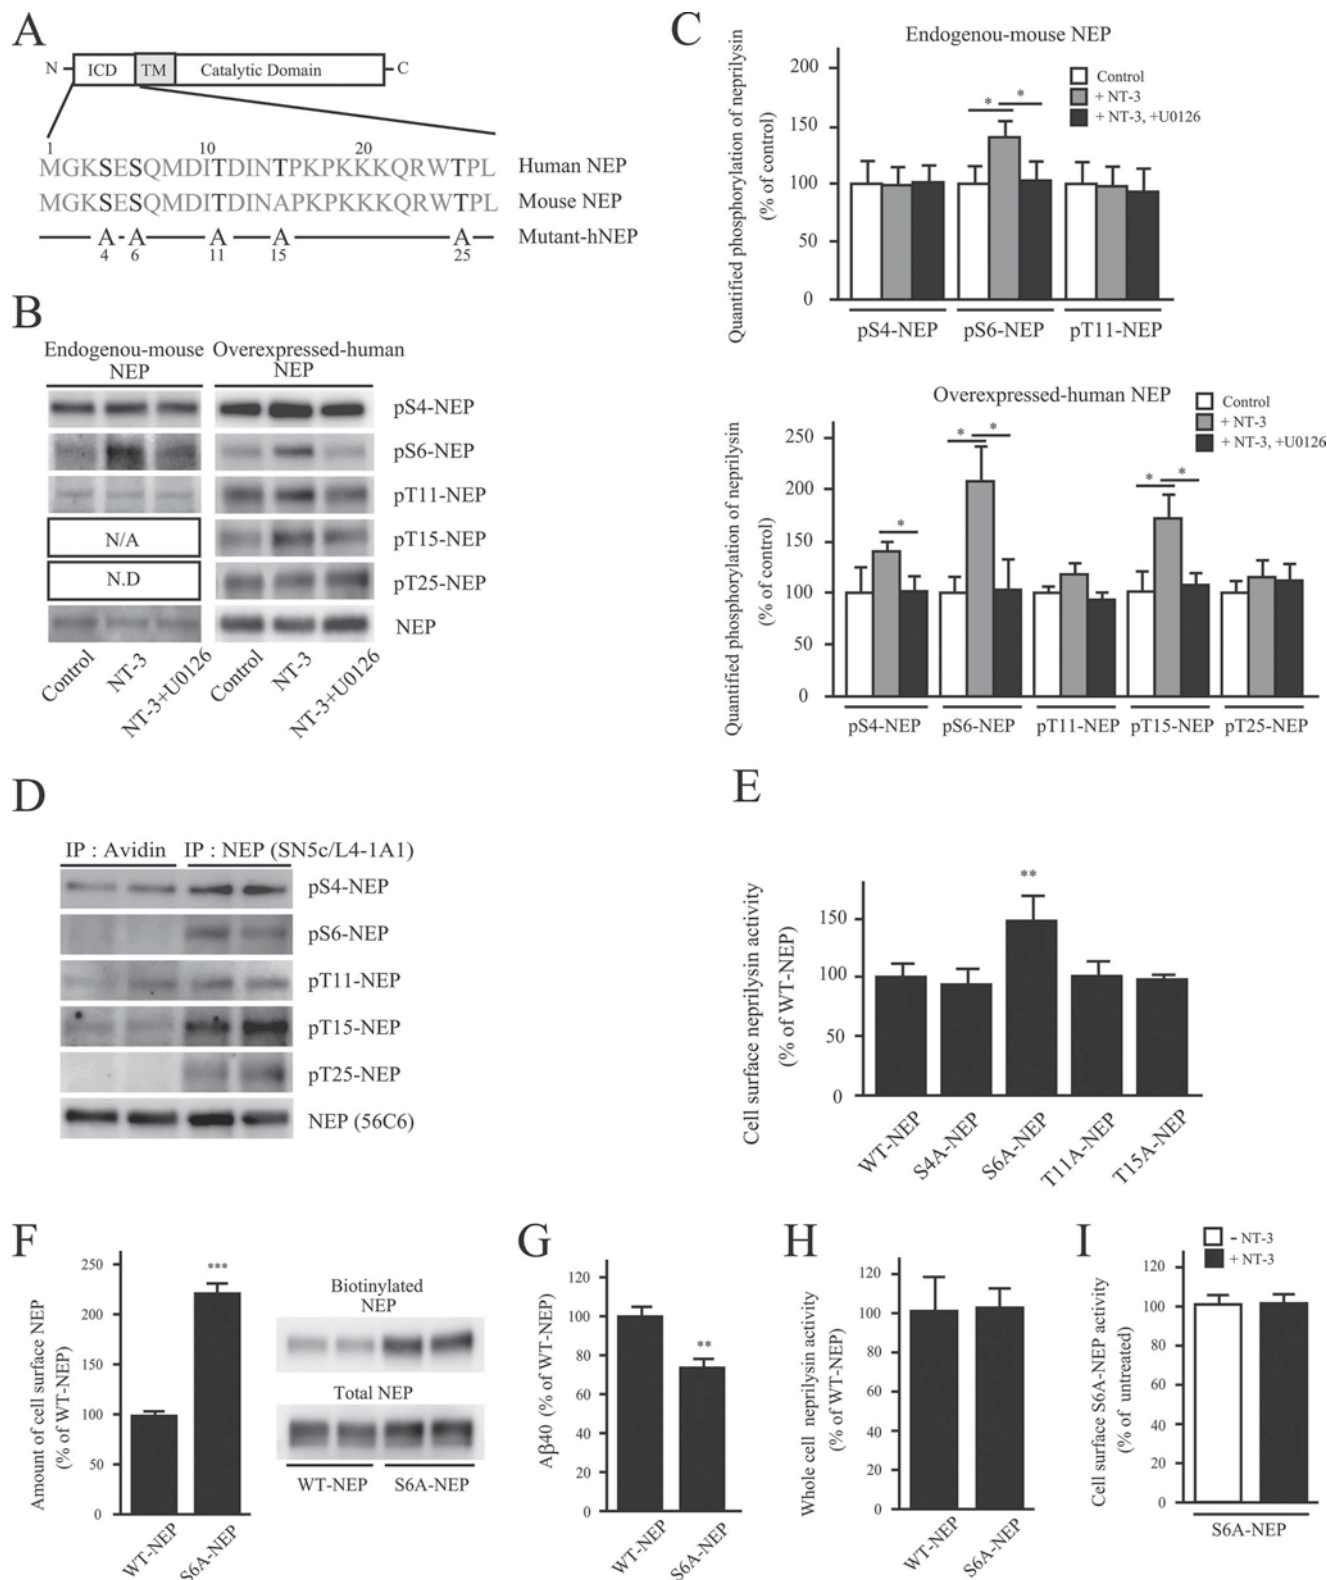 A
N
ICD
TM
Catalytic Domain
C
1
10
20
MGKSESQMDITDINTPKPKKKQRWTPL
Human NEP
MGKSESQMDITDINAPKPKKKQRWTPL
Mouse NEP
A A A A A
Mutant-hNEP
4 6 11 15 25
B
Endogenou-mouse
NEP
Overexpressed-human
NEP
pS4-NEP
pS6-NEP
pT11-NEP
N/A
pT15-NEP
N.D
pT25-NEP
NEP
Control
NT-3
NT-3+U0126
Control
NT-3
NT-3+U0126
C
Endogenou-mouse NEP
Control
+ NT-3
+ NT-3, +U0126
Quantified phosphorylation of neprilysin
(% of control)
200
150
100
50
0
* *
pS4-NEP
pS6-NEP
pT11-NEP
Overexpressed-human NEP
Control
+ NT-3
+ NT-3, +U0126
Quantified phosphorylation of neprilysin
(% of control)
250
200
150
100
50
0
*
* *
* *
pS4-NEP
pS6-NEP
pT11-NEP
pT15-NEP
pT25-NEP
D
IP : Avidin
IP : NEP (SN5c/L4-1A1)
pS4-NEP
pS6-NEP
pT11-NEP
pT15-NEP
pT25-NEP
NEP (56C6)
E
Cell surface neprilysin activity
(% of WT-NEP)
150
100
50
0
**
WT-NEP
S4A-NEP
S6A-NEP
T11A-NEP
T15A-NEP
F
Amount of cell surface NEP
(% of WT-NEP)
250
200
150
100
50
0
***
WT-NEP
S6A-NEP
Biotinylated
NEP
Total NEP
WT-NEP
S6A-NEP
G
Aβ40 (% of WT-NEP)
120
100
80
60
40
20
0
**
WT-NEP
S6A-NEP
H
Whole cell neprilysin activity
(% of WT-NEP)
120
100
80
60
40
20
0
WT-NEP
S6A-NEP
I
- NT-3
+ NT-3
Cell surface S6A-NEP activity
(% of untreated)
120
100
80
60
40
20
0
S6A-NEP